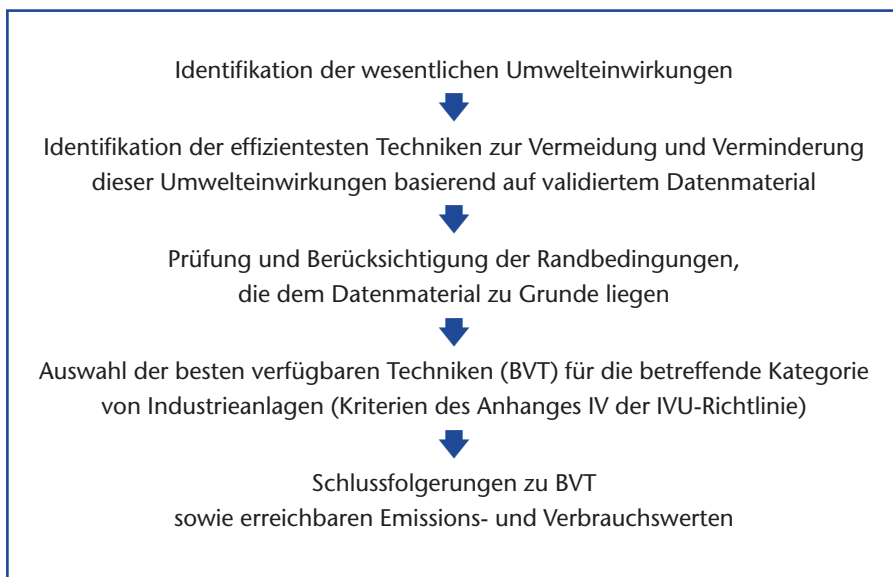 Identifikation der wesentlichen Umwelteinwirkungen
Identifikation der effizientesten Techniken zur Vermeidung und Verminderung
dieser Umwelteinwirkungen basierend auf validiertem Datenmaterial
Prüfung und Berücksichtigung der Randbedingungen,
die dem Datenmaterial zu Grunde liegen
Auswahl der besten verfügbaren Techniken (BVT) für die betreffende Kategorie
von Industrieanlagen (Kriterien des Anhanges IV der IVU-Richtlinie)
Schlussfolgerungen zu BVT
sowie erreichbaren Emissions- und Verbrauchswerten